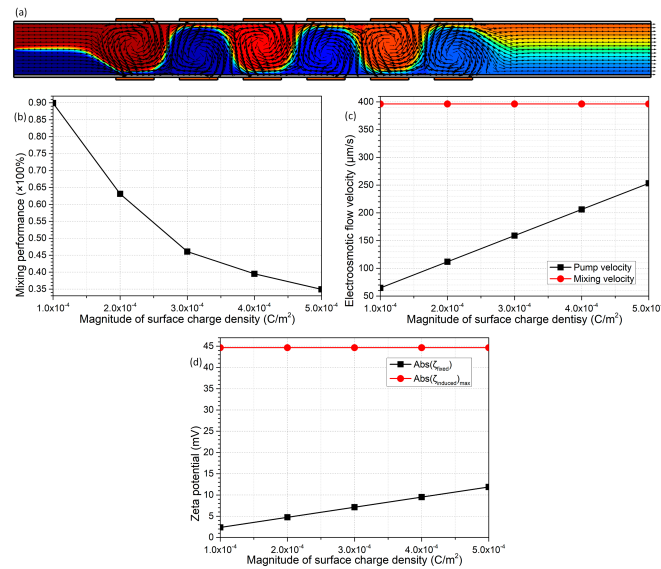 (a)
(b)
Mixing performance (×100%)
0.90
0.85
0.80
0.75
0.70
0.65
0.60
0.55
0.50
0.45
0.40
0.35
1.0x10-4 2.0x10-4 3.0x10-4 4.0x10-4 5.0x10-4
Magnitude of surface charge density (C/m²)
(c)
Electroosmotic flow velocity (μm/s)
400
350
300
250
200
150
100
50
Pump velocity
Mixing velocity
1.0x10-4 2.0x10-4 3.0x10-4 4.0x10-4 5.0x10
Magnitude of surface charge dentisy (C/m²)
(d)
Zeta potential (mV)
45
40
35
30
25
20
15
10
5
0
Abs(ζfixed)
Abs(ζinduced)max
1.0x10-4 2.0x10-4 3.0x10-4 4.0x10-4 5.0x10-4
Magnitude of surface charge density (C/m²)